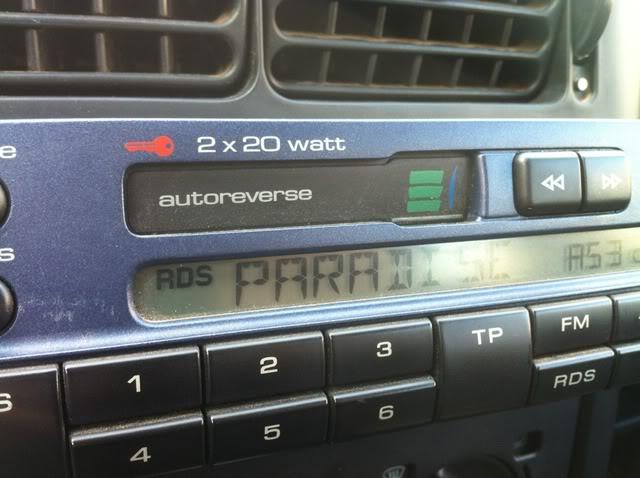 2 x 20 watt
autoreverse
RDS PARADISE
TP FM
1 2 3
RDS
4 5 6